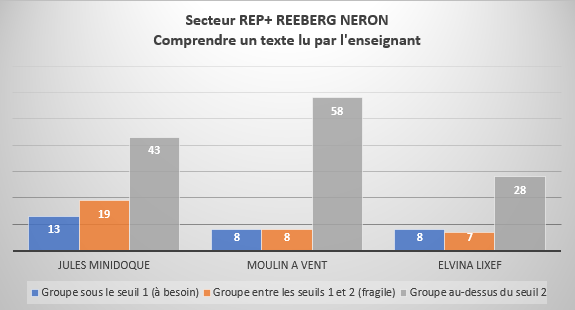 Secteur REP+ REEBERG NERON
Comprendre un texte lu par l'enseignant
43
58
28
13
19
8
8
8
7
JULES MINIDOQUE
MOULIN A VENT
ELVINA LIXEF
Groupe sous le seuil 1 (à besoin) Groupe entre les seuils 1 et 2 (fragile) Groupe au-dessus du seuil 2